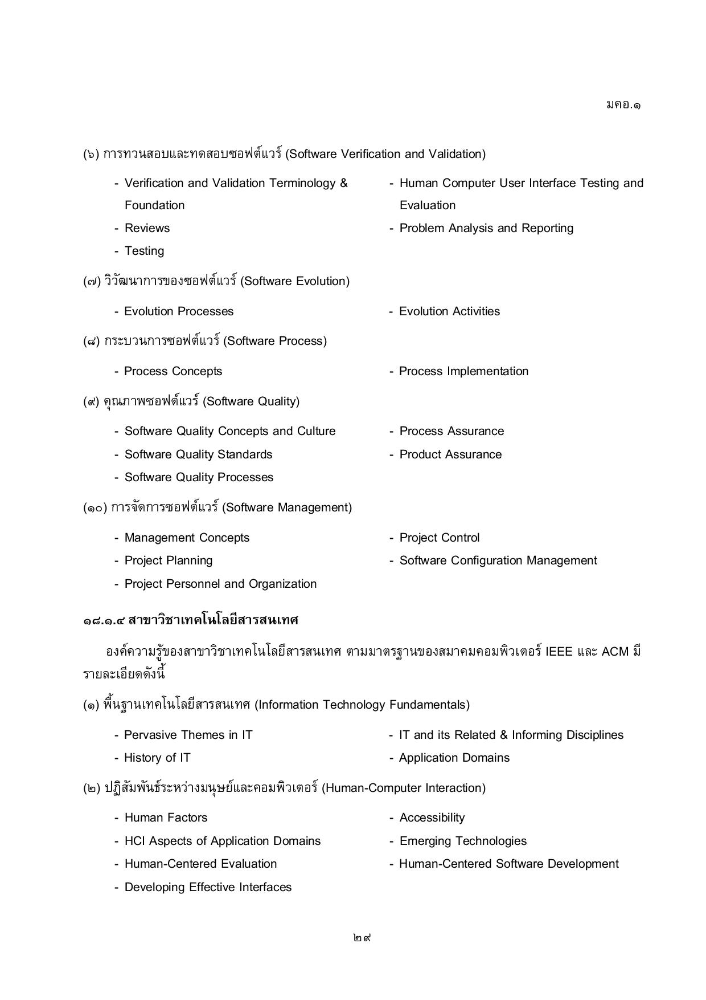 มคอ.๑
(๖) การทวนสอบและทดสอบซอฟต์แวร์ (Software Verification and Validation)
- Verification and Validation Terminology &
Foundation
- Reviews
- Testing
- Human Computer User Interface Testing and
Evaluation
- Problem Analysis and Reporting
(๗) วิวัฒนาการของซอฟต์แวร์ (Software Evolution)
- Evolution Processes
- Evolution Activities
(๘) กระบวนการซอฟต์แวร์ (Software Process)
- Process Concepts
- Process Implementation
(๙) คุณภาพซอฟต์แวร์ (Software Quality)
- Software Quality Concepts and Culture
- Software Quality Standards
- Software Quality Processes
- Process Assurance
- Product Assurance
(๑๐) การจัดการซอฟต์แวร์ (Software Management)
- Management Concepts
- Project Planning
- Project Personnel and Organization
- Project Control
- Software Configuration Management
๑๘.๑.๔ สาขาวิชาเทคโนโลยีสารสนเทศ
องค์ความรู้ของสาขาวิชาเทคโนโลยีสารสนเทศ ตามมาตรฐานของสมาคมคอมพิวเตอร์ IEEE และ ACM มี
รายละเอียดดังนี้
(๑) พื้นฐานเทคโนโลยีสารสนเทศ (Information Technology Fundamentals)
- Pervasive Themes in IT
- History of IT
- IT and its Related & Informing Disciplines
- Application Domains
(๒) ปฏิสัมพันธ์ระหว่างมนุษย์และคอมพิวเตอร์ (Human-Computer Interaction)
- Human Factors
- HCI Aspects of Application Domains
- Human-Centered Evaluation
- Developing Effective Interfaces
- Accessibility
- Emerging Technologies
- Human-Centered Software Development
๒๙